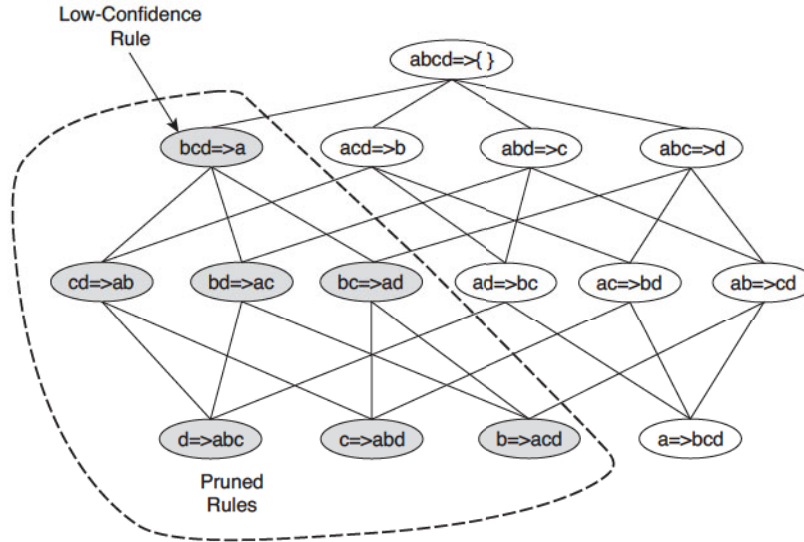 Low-Confidence
Rule
abcd=>{ }
bcd=>a
acd=>b
abd=>c
abc=>d
cd=>ab
bd=>ac
bc=>ad
ad=>bc
ac=>bd
ab=>cd
d=>abc
c=>abd
b=>acd
a=>bcd
Pruned
Rules